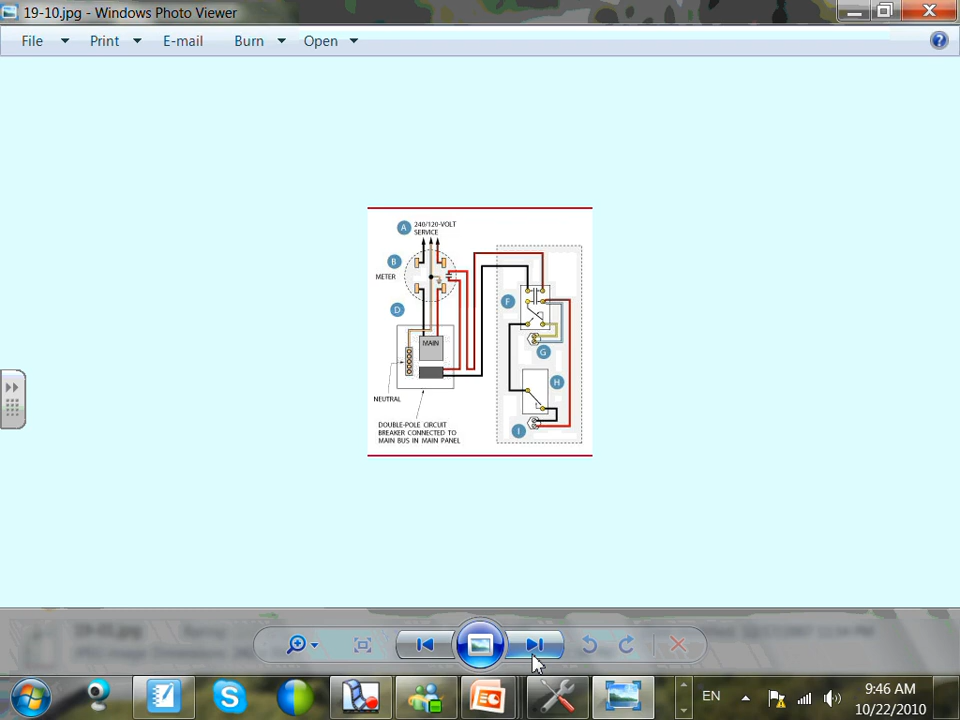 19-10.jpg - Windows Photo Viewer
File Print E-mail Burn Open
A 240/120-VOLT
SERVICE
B
METER
D
F
MAIN
G
H
NEUTRAL
DOUBLE-POLE CIRCUIT
BREAKER CONNECTED TO
MAIN BUS IN MAIN PANEL
I
EN
9:46 AM
10/22/2010